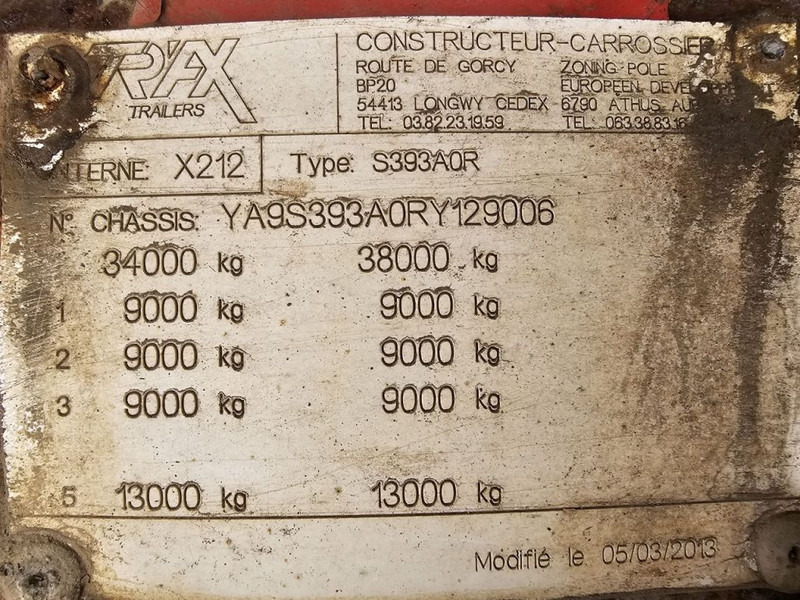 TRAX
TRAILERS
CONSTRUCTEUR-CARROSSIER
ROUTE DE GORCY ZONING POLE
BP20 EUROPEEN
54413 LONGWY CEDEX 6790 ATHUS
TEL: 03.82.23.19.59 TEL: 063.38.83.16
INTERNE: X212 Type: S393A0R
N° CHASSIS: YA9S393A0RY129006
34000 kg 38000 kg
1 9000 kg 9000 kg
2 9000 kg 9000 kg
3 9000 kg 9000 kg
5 13000 kg 13000 kg
Modifié le 05/03/2013